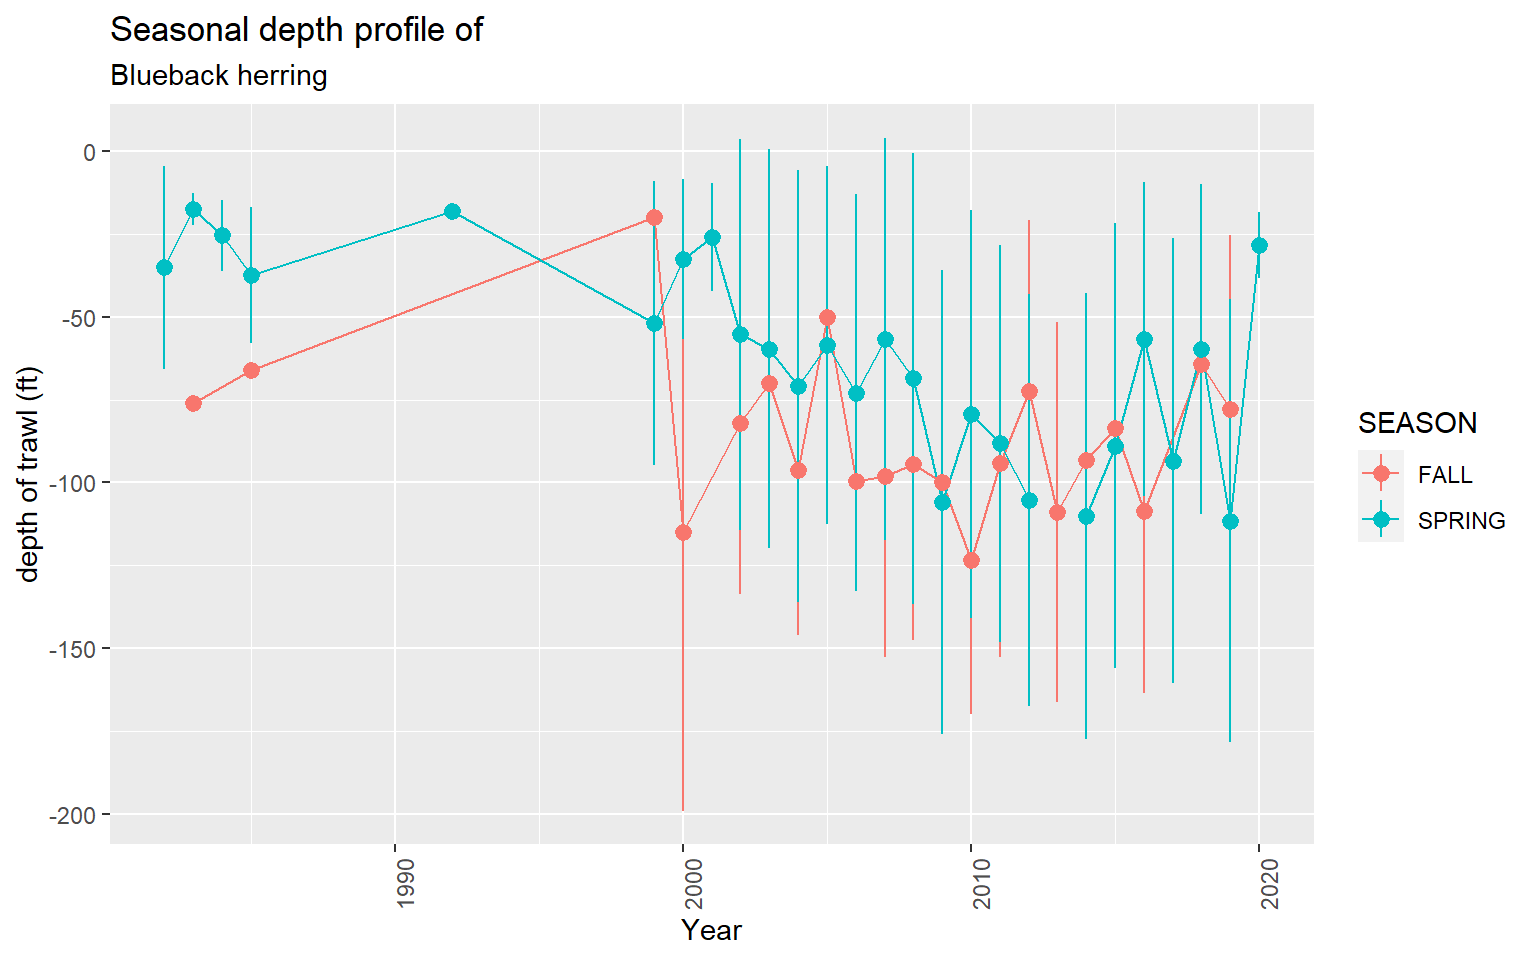 Seasonal depth profile of
Blueback herring
0
-50
-100
-150
-200
depth of trawl (ft)
1990
2000
2010
2020
Year
SEASON
FALL
SPRING